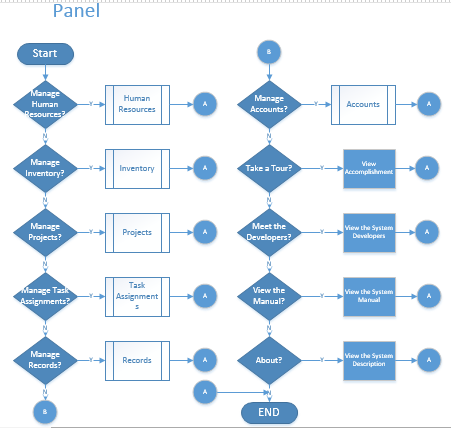 Panel
Start
Manage
Human
Resources?
Y
Human
Resources
A
N
Manage
Inventory?
Y
Inventory
A
N
Manage
Projects?
Y
Projects
A
N
Manage Task
Assignments?
Y
Task
Assignment
s
A
N
Manage
Records?
Y
Records
A
N
B
B
Manage
Accounts?
Y
Accounts
A
N
Take a Tour?
Y
View
Accomplishment
A
N
Meet the
Developers?
Y
View the System
Developers
A
N
View the
Manual?
Y
View the System
Manual
A
N
About?
Y
View the System
Description
A
N
A
END